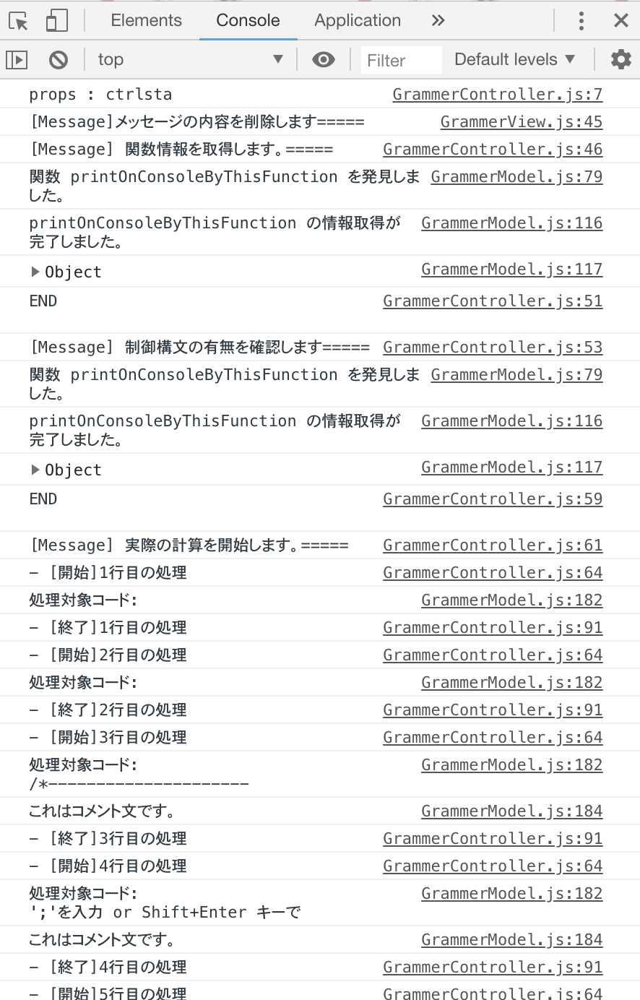 Elements Console Application
top Filter Default levels ▼
props : ctrlsta GrammerController.js:7
[Message]メッセージの内容を削除します===== GrammerView.js:45
[Message] 関数情報を取得します。===== GrammerController.js:46
関数 printOnConsoleByThisFunction を発見しま GrammerModel.js:79
した。
printOnConsoleByThisFunction の情報取得が GrammerModel.js:116
完了しました。
▶Object GrammerModel.js:117
END GrammerController.js:51
[Message] 制御構文の有無を確認します===== GrammerController.js:53
関数 printOnConsoleByThisFunction を発見しま GrammerModel.js:79
した。
printOnConsoleByThisFunction の情報取得が GrammerModel.js:116
完了しました。
▶Object GrammerModel.js:117
END GrammerController.js:59
[Message] 実際の計算を開始します。===== GrammerController.js:61
- [開始]1行目の処理 GrammerController.js:64
処理対象コード: GrammerModel.js:182
- [終了]1行目の処理 GrammerController.js:91
- [開始]2行目の処理 GrammerController.js:64
処理対象コード: GrammerModel.js:182
- [終了]2行目の処理 GrammerController.js:91
- [開始]3行目の処理 GrammerController.js:64
処理対象コード: GrammerModel.js:182
/*---------------------
これはコメント文です。 GrammerModel.js:184
- [終了]3行目の処理 GrammerController.js:91
- [開始]4行目の処理 GrammerController.js:64
処理対象コード: GrammerModel.js:182
';'を入力 or Shift+Enter キーで
これはコメント文です。 GrammerModel.js:184
- [終了]4行目の処理 GrammerController.js:91
- [開始]5行目の処理 GrammerController.js:64